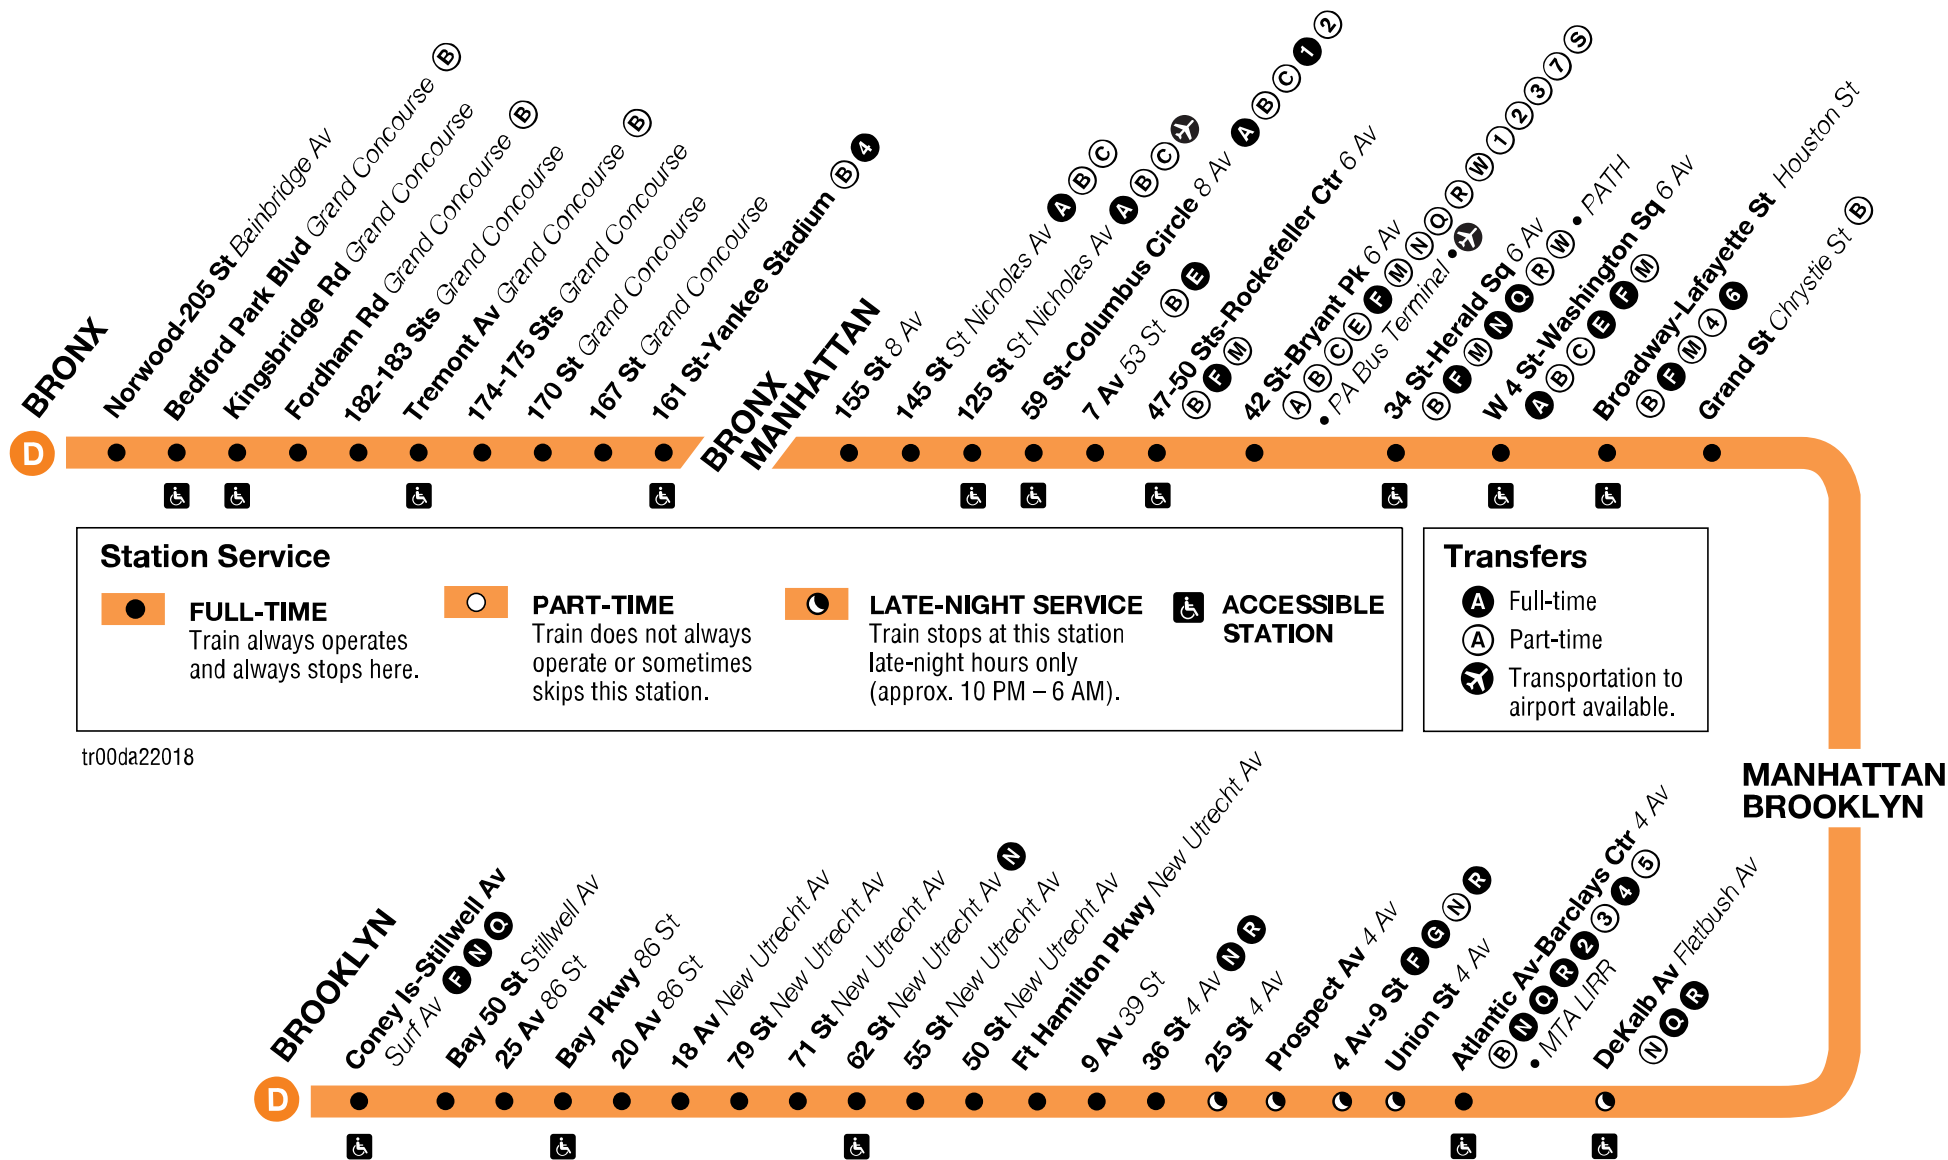 BRONX
D
Norwood-205 St Bainbridge Av
Bedford Park Blvd Grand Concourse B
Kingsbridge Rd Grand Concourse
Fordham Rd Grand Concourse B
182-183 Sts Grand Concourse
Tremont Av Grand Concourse B
174-175 Sts Grand Concourse
170 St Grand Concourse
167 St Grand Concourse
161 St-Yankee Stadium B 4
BRONX
MANHATTAN
155 St 8 Av
145 St St Nicholas Av A B C
125 St St Nicholas Av A B C
59 St-Columbus Circle 8 Av A B C 1 2
7 Av 53 St B E
47-50 Sts-Rockefeller Ctr 6 Av
B F M
42 St-Bryant Pk 6 Av
A B C E F M N Q R W 1 2 3 7 S
• PA Bus Terminal •
34 St-Herald Sq 6 Av
B F M N Q R W • PATH
W 4 St-Washington Sq 6 Av
A B C E F M
Broadway-Lafayette St Houston St
B F M 4 6
Grand St Chrystie St B
Station Service
FULL-TIME
Train always operates
and always stops here.
PART-TIME
Train does not always
operate or sometimes
skips this station.
LATE-NIGHT SERVICE
Train stops at this station
late-night hours only
(approx. 10 PM – 6 AM).
ACCESSIBLE
STATION
Transfers
A Full-time
A Part-time
Transportation to
airport available.
tr00da22018
MANHATTAN
BROOKLYN
BROOKLYN
D
Coney Is-Stillwell Av
Surf Av F N Q
Bay 50 St Stillwell Av
25 Av 86 St
Bay Pkwy 86 St
20 Av 86 St
18 Av New Utrecht Av
79 St New Utrecht Av
71 St New Utrecht Av
62 St New Utrecht Av N
55 St New Utrecht Av
50 St New Utrecht Av
Ft Hamilton Pkwy New Utrecht Av
9 Av 39 St
36 St 4 Av N R
25 St 4 Av
Prospect Av 4 Av
4 Av-9 St F G N R
Union St 4 Av
Atlantic Av-Barclays Ctr 4 Av
B N Q R 2 3 4 5
• MTA LIRR
DeKalb Av Flatbush Av
N Q R